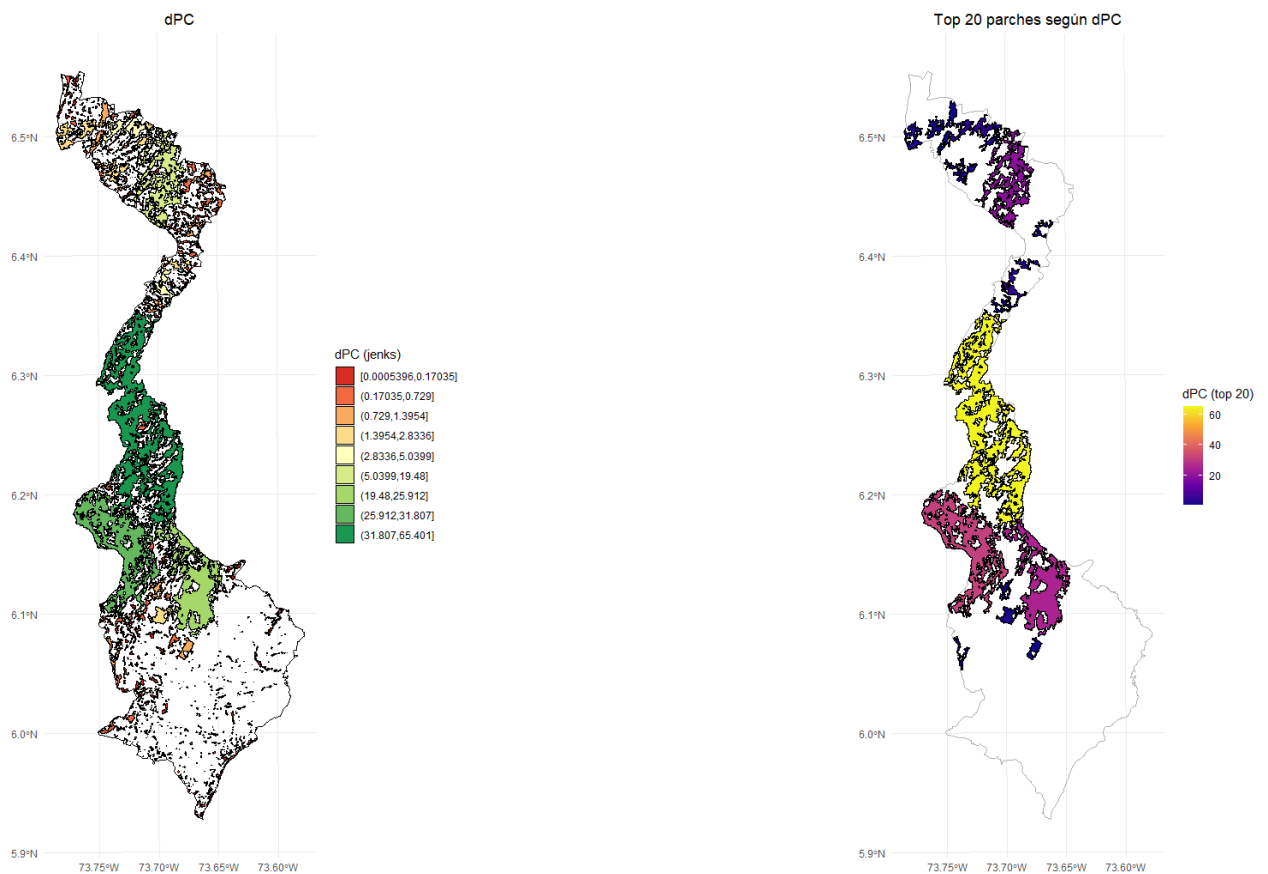 dPC
6.5°N
6.4°N
6.3°N
6.2°N
6.1°N
6.0°N
5.9°N
73.75°W 73.70°W 73.65°W 73.60°W
dPC (jenks)
[0.0005396,0.17035]
(0.17035,0.729]
(0.729,1.3954]
(1.3954,2.8336]
(2.8336,5.0399]
(5.0399,19.48]
(19.48,25.912]
(25.912,31.807]
(31.807,65.401]
Top 20 parches según dPC
6.5°N
6.4°N
6.3°N
6.2°N
6.1°N
6.0°N
5.9°N
73.75°W 73.70°W 73.65°W 73.60°W
dPC (top 20)
60
40
20